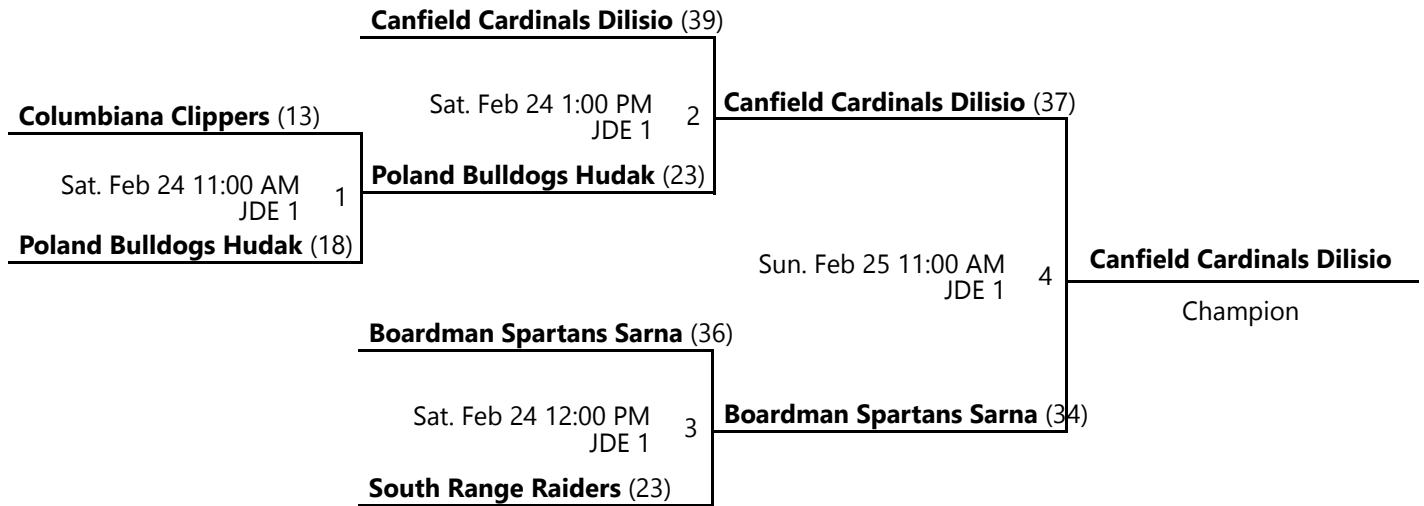 Canfield Cardinals Dilisio (39)
Columbiana Clippers (13)
Sat. Feb 24 1:00 PM
JDE 1
2
Canfield Cardinals Dilisio (37)
Sat. Feb 24 11:00 AM
JDE 1
1
Poland Bulldogs Hudak (23)
Poland Bulldogs Hudak (18)
Sun. Feb 25 11:00 AM
JDE 1
4
Canfield Cardinals Dilisio
Champion
Boardman Spartans Sarna (36)
Sat. Feb 24 12:00 PM
JDE 1
3
Boardman Spartans Sarna (34)
South Range Raiders (23)